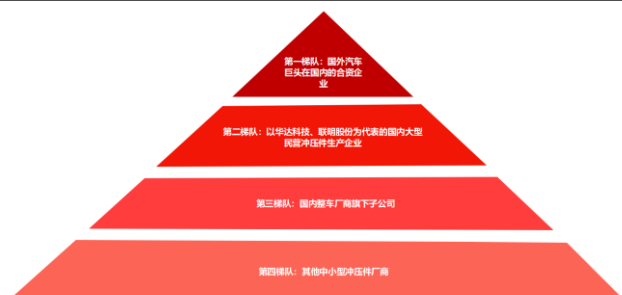 第一梯队：国外汽车
巨头在国内的合资企
业
第二梯队：以华达科技、联明股份为代表的国内大型
民营冲压件生产企业
第三梯队：国内整车厂商旗下子公司
第四梯队：其他中小型冲压件厂商